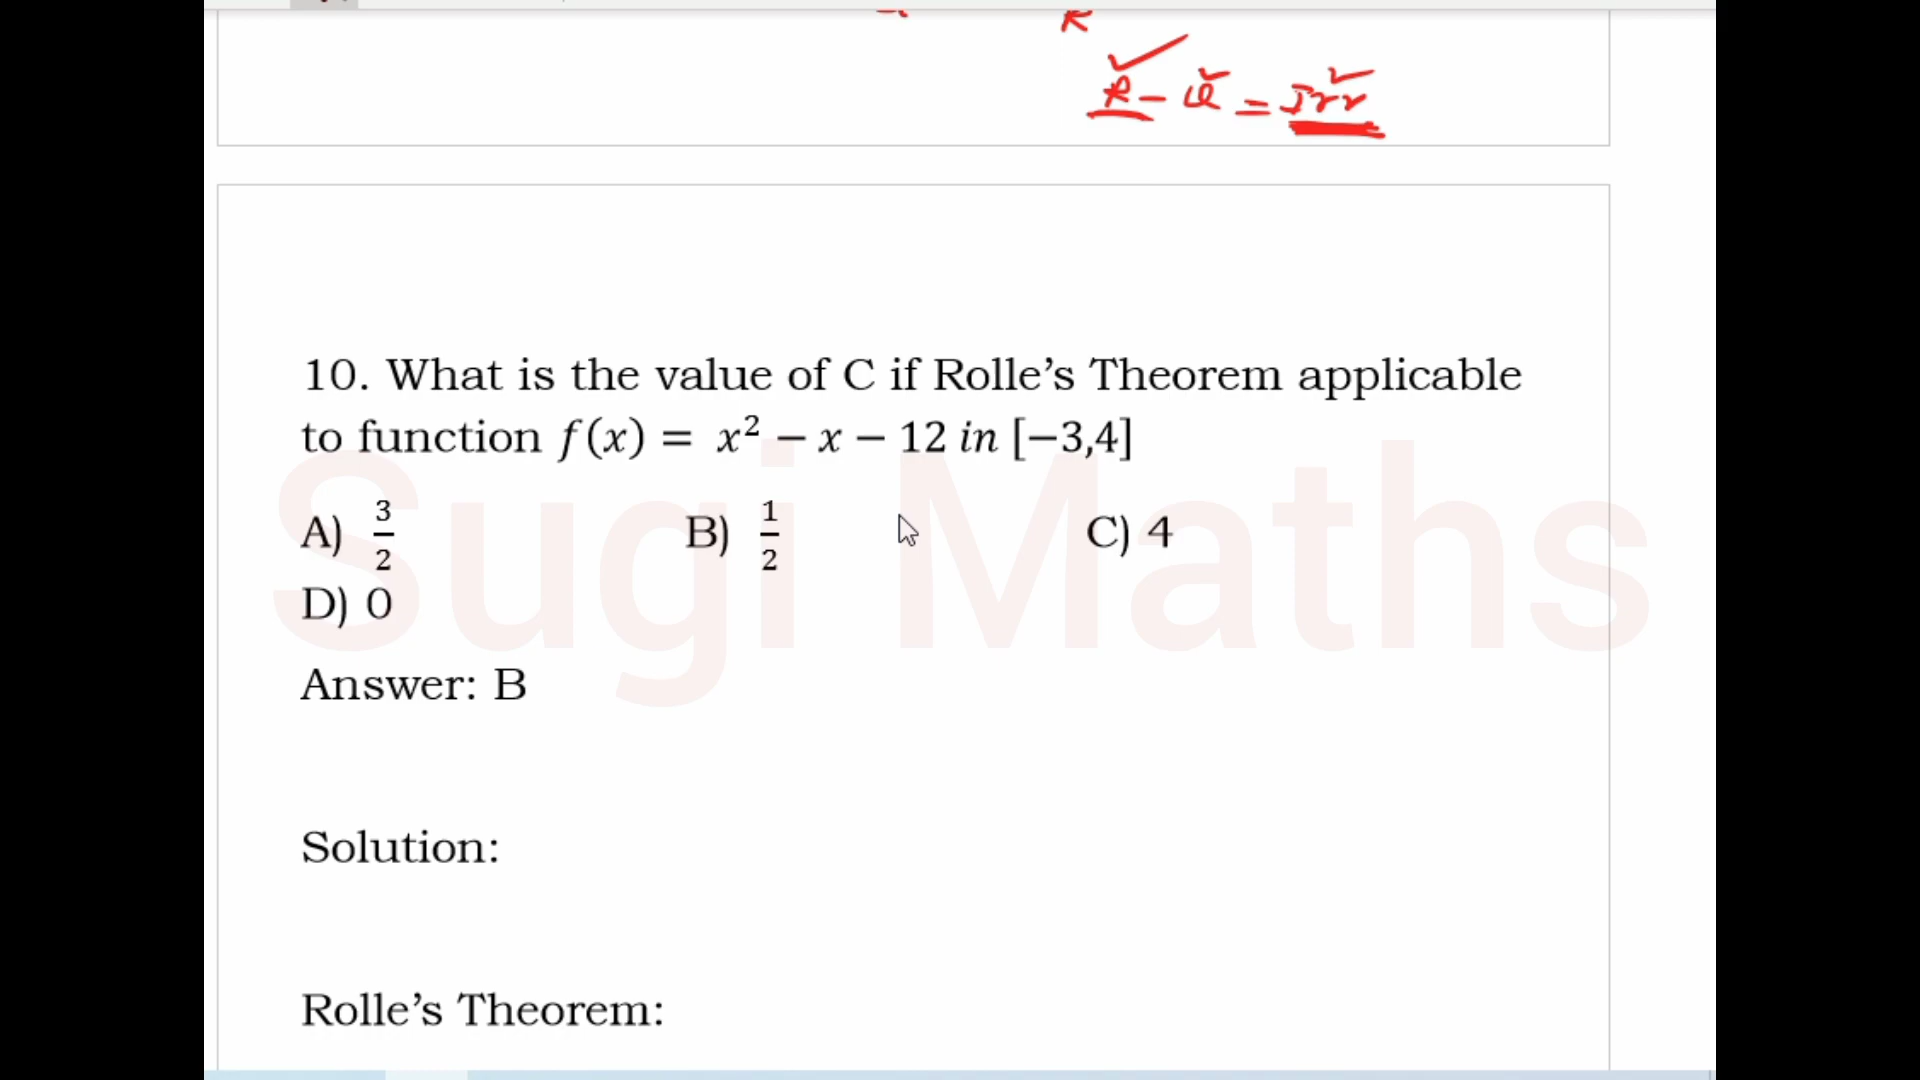 R
R - Q = Irr
10. What is the value of C if Rolle’s Theorem applicable
to function f(x) = x² − x − 12 in [−3,4]
A) 3/2 B) 1/2 C) 4
D) 0
Sugi Maths
Answer: B
Solution:
Rolle’s Theorem: